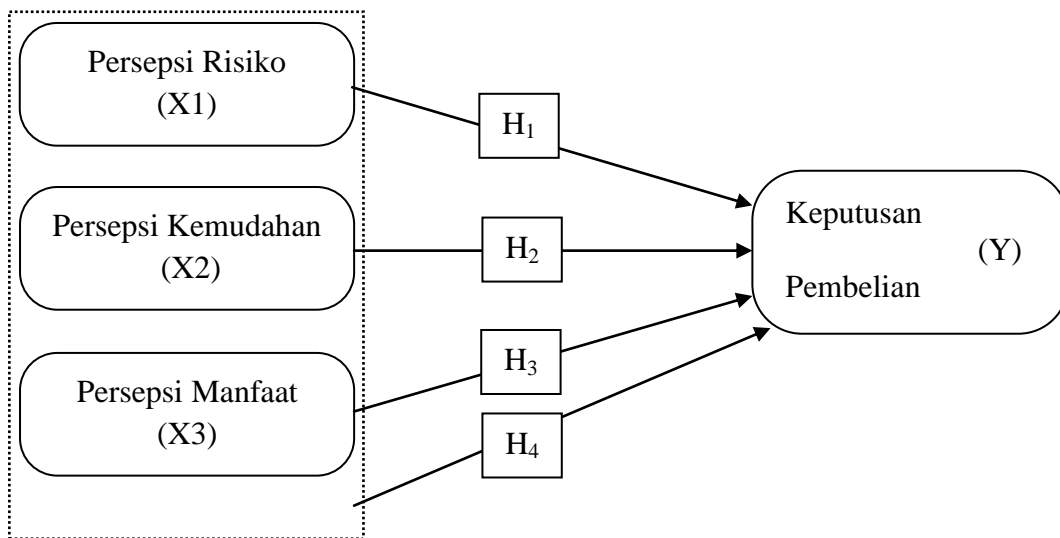 Persepsi Risiko
(X1)
H₁
Persepsi Kemudahan
(X2)
H₂
Persepsi Manfaat
(X3)
H₃
H₄
Keputusan
(Y)
Pembelian